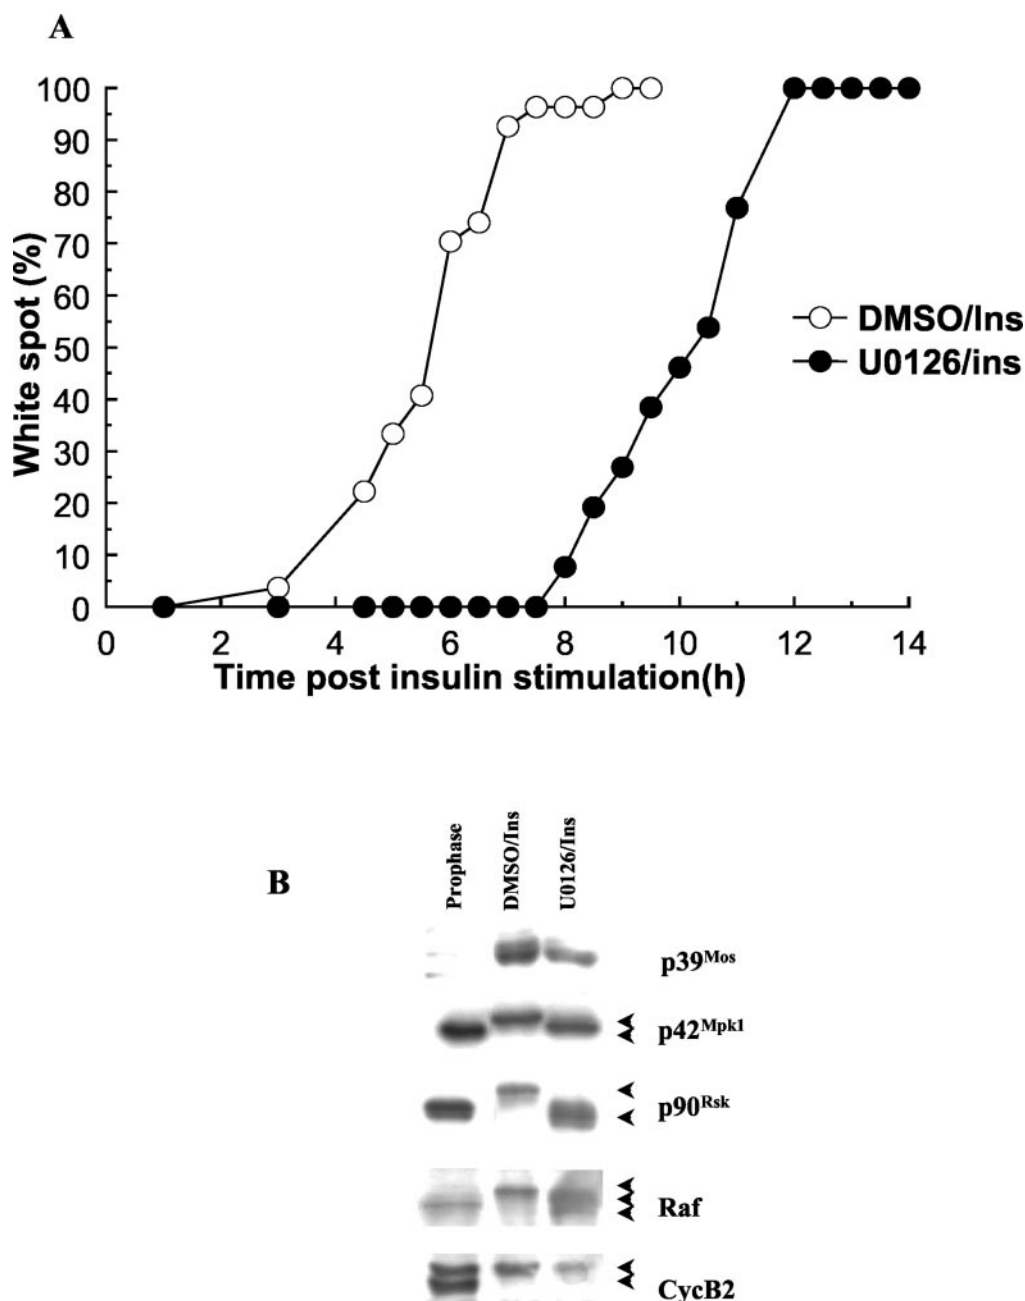 A
100
90
80
70
60
50
40
30
20
10
0
White spot (%)
0 2 4 6 8 10 12 14
Time post insulin stimulation(h)
DMSO/Ins
U0126/ins
B
Prophase
DMSO/Ins
U0126/Ins
p39Mos
p42Mpk1
p90Rsk
Raf
CycB2